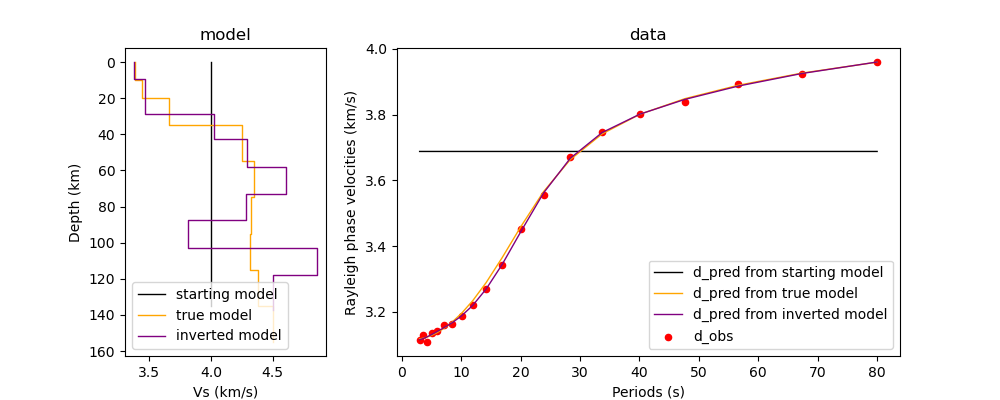 model
0
20
40
60
80
100
120
140
160
Depth (km)
3.5 4.0 4.5
Vs (km/s)
starting model
true model
inverted model
data
4.0
3.8
3.6
3.4
3.2
Rayleigh phase velocities (km/s)
0 10 20 30 40 50 60 70 80
Periods (s)
d_pred from starting model
d_pred from true model
d_pred from inverted model
d_obs